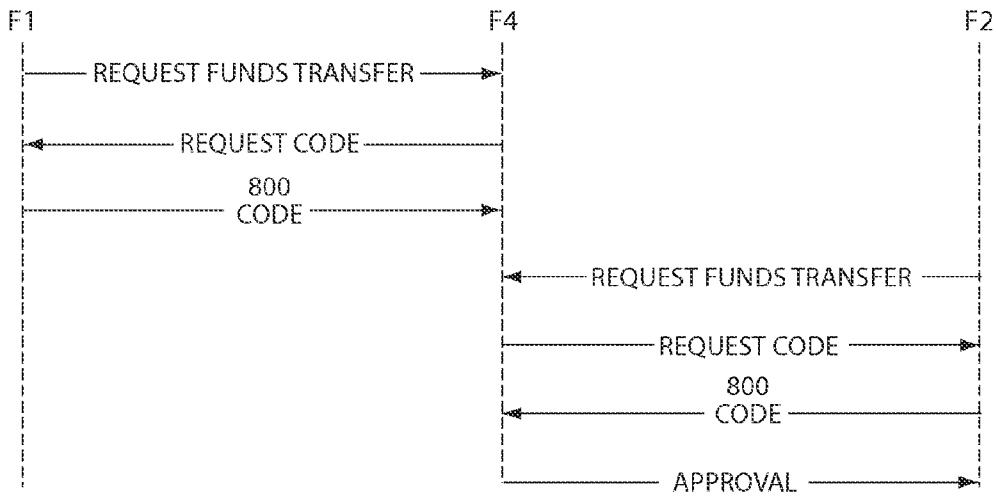 F1 F4 F2
REQUEST FUNDS TRANSFER
REQUEST CODE
800
CODE
REQUEST FUNDS TRANSFER
REQUEST CODE
800
CODE
APPROVAL